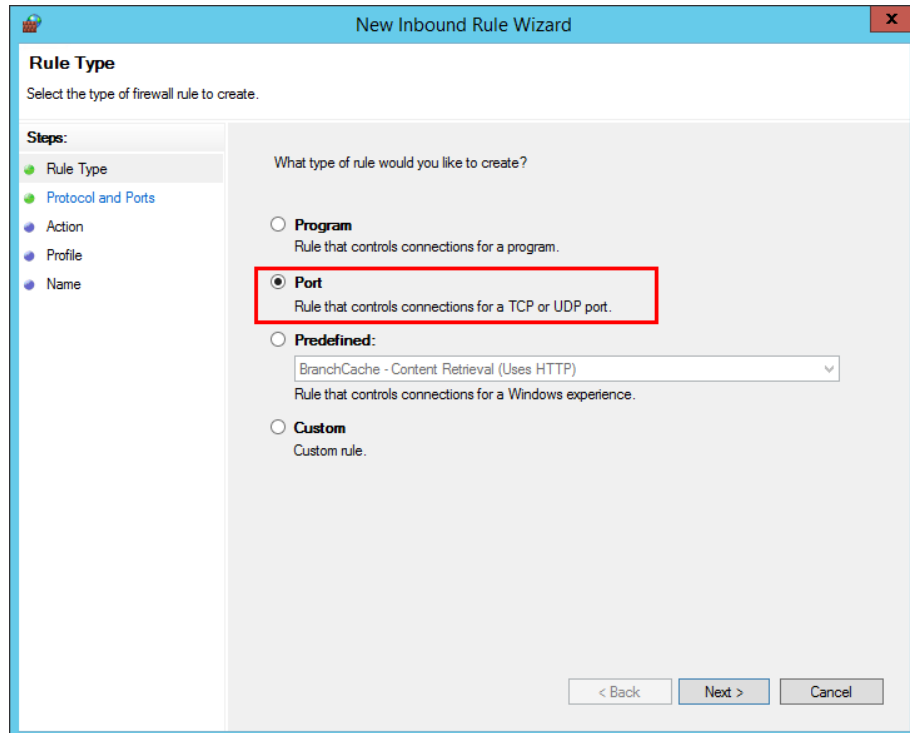 New Inbound Rule Wizard
x
Rule Type
Select the type of firewall rule to create.
Steps:
Rule Type
Protocol and Ports
Action
Profile
Name
What type of rule would you like to create?
Program
Rule that controls connections for a program.
Port
Rule that controls connections for a TCP or UDP port.
Predefined:
BranchCache - Content Retrieval (Uses HTTP)
Rule that controls connections for a Windows experience.
Custom
Custom rule.
< Back
Next >
Cancel